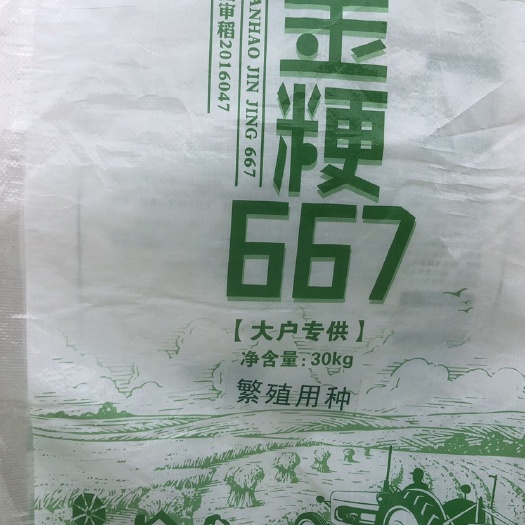 审稻2016047
ANHAO JIN JING 667
金粳
667
【大户专供】
净含量:30kg
繁殖用种